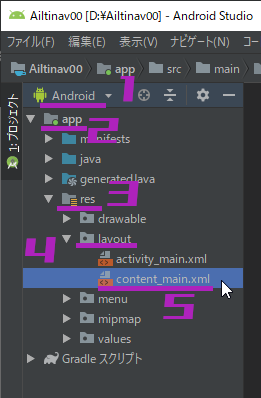 Ailtinav00 [D:¥Ailtinav00] - Android Studio
ファイル(F) 編集(E) 表示(V) ナビゲート(N) コー
Ailtinav00 app src main
Android 1
app 2
manifests
java
generatedJava
res 3
drawable
4 layout
activity_main.xml
content_main.xml
5
menu
mipmap
values
Gradle スクリプト
1: プロジェクト